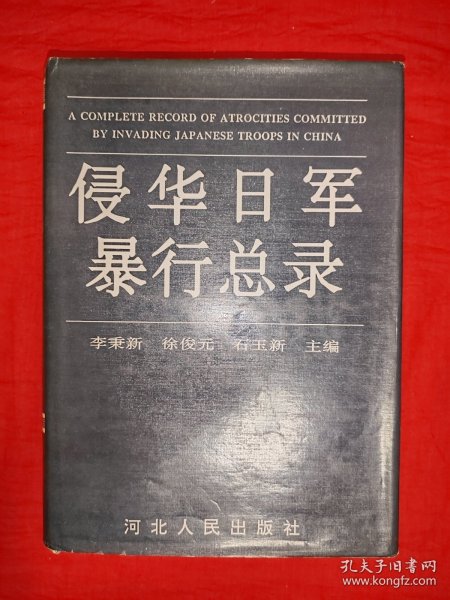 A COMPLETE RECORD OF ATROCITIES COMMITTED
BY INVADING JAPANESE TROOPS IN CHINA
侵华日军
暴行总录
李秉新 徐俊元 石玉新 主编
河北人民出版社
孔夫子旧书网
www.kongfz.com